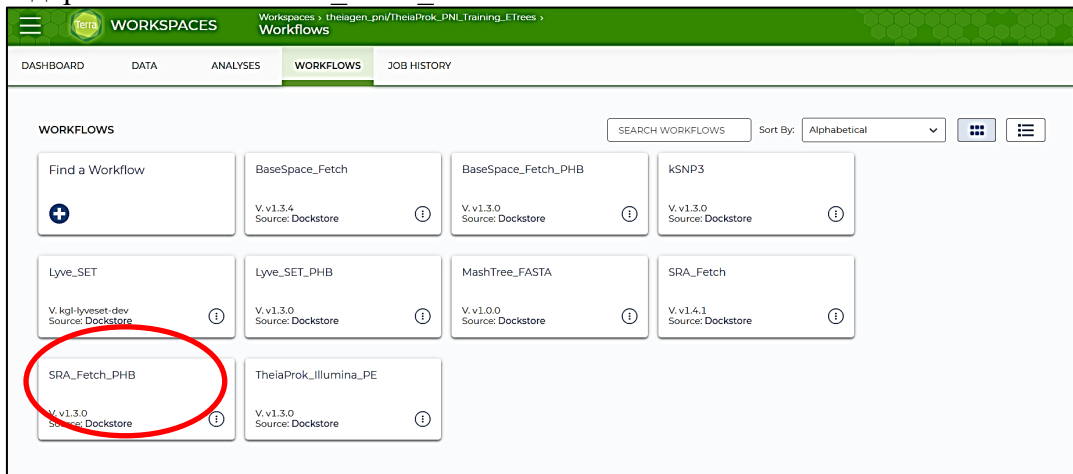 Terra
WORKSPACES
Workspaces › theiagen_pni/TheiaProk_PNI_Training_ETrees ›
Workflows
DASHBOARD DATA ANALYSES WORKFLOWS JOB HISTORY
WORKFLOWS
SEARCH WORKFLOWS Sort By: Alphabetical
Find a Workflow
BaseSpace_Fetch
V. v1.3.4
Source: Dockstore
BaseSpace_Fetch_PHB
V. v1.3.0
Source: Dockstore
kSNP3
V. v1.3.0
Source: Dockstore
Lyve_SET
V. kgl-lyveset-dev
Source: Dockstore
Lyve_SET_PHB
V. v1.3.0
Source: Dockstore
MashTree_FASTA
V. v1.0.0
Source: Dockstore
SRA_Fetch
V. v1.4.1
Source: Dockstore
SRA_Fetch_PHB
V. v1.3.0
Source: Dockstore
TheiaProk_Illumina_PE
V. v1.3.0
Source: Dockstore